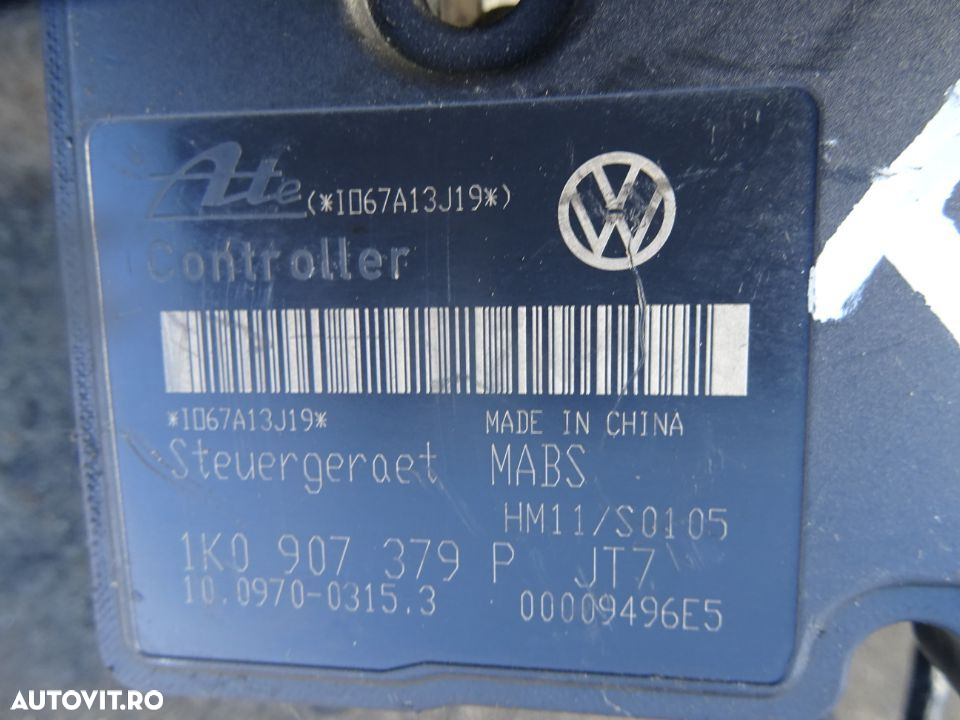 Ate (*I067A13J19*)
Controller
*I067A13J19* MADE IN CHINA
Steuergeraet MABS
HM11/S0105
1K0 907 379 P JT7
10.0970-0315.3 00009496E5
AUTOVIT.RO